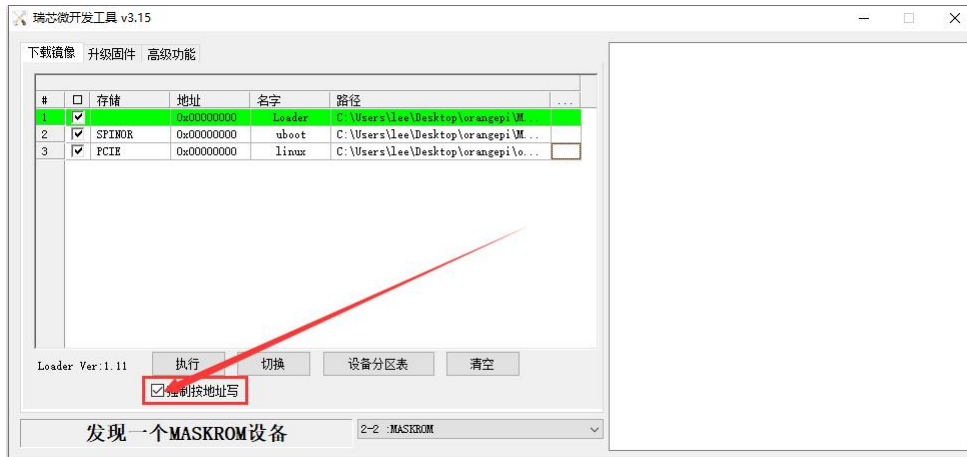 瑞芯微开发工具 v3.15
下载镜像 升级固件 高级功能
# 存储 地址 名字 路径 ...
1 0x00000000 Loader C:\Users\lee\Desktop\orangepi\M...
2 SPINOR 0x00000000 uboot C:\Users\lee\Desktop\orangepi\M...
3 PCIE 0x00000000 linux C:\Users\lee\Desktop\orangepi\o...
Loader Ver:1.11 执行 切换 设备分区表 清空
强制按地址写
发现一个MASKROM设备 2-2 :MASKROM